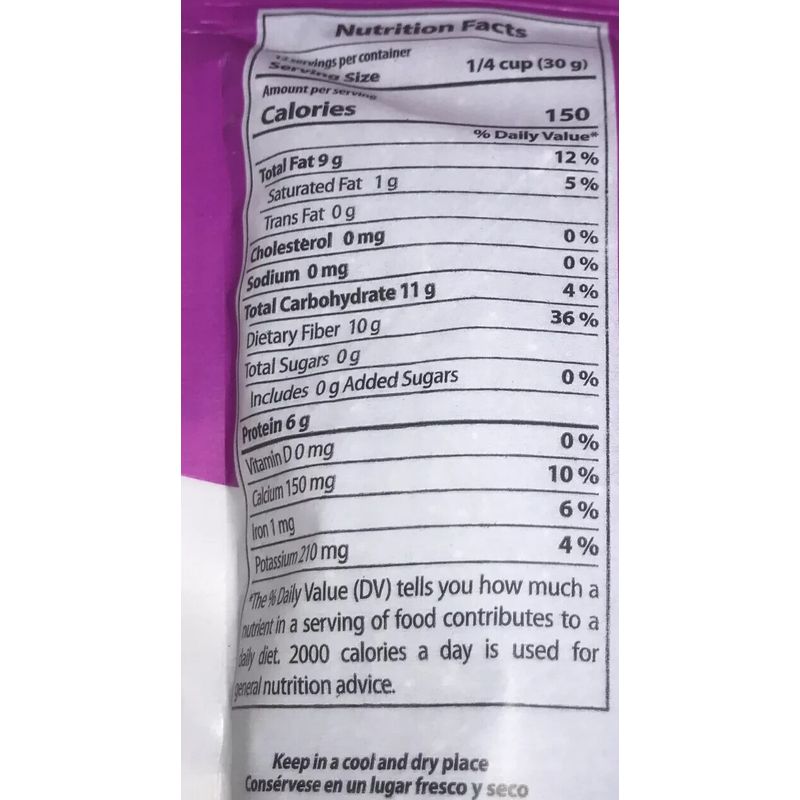 Nutrition Facts
servings per container
Serving Size 1/4 cup (30 g)
Amount per serving
Calories 150
% Daily Value*
Total Fat 9 g 12 %
Saturated Fat 1 g 5 %
Trans Fat 0 g
Cholesterol 0 mg 0 %
Sodium 0 mg 0 %
Total Carbohydrate 11 g 4 %
Dietary Fiber 10 g 36 %
Total Sugars 0 g
Includes 0 g Added Sugars 0 %
Protein 6 g
Vitamin D 0 mg 0 %
Calcium 150 mg 10 %
Iron 1 mg 6 %
Potassium 210 mg 4 %
*The % Daily Value (DV) tells you how much a
nutrient in a serving of food contributes to a
daily diet. 2000 calories a day is used for
general nutrition advice.
Keep in a cool and dry place
Consérvese en un lugar fresco y seco